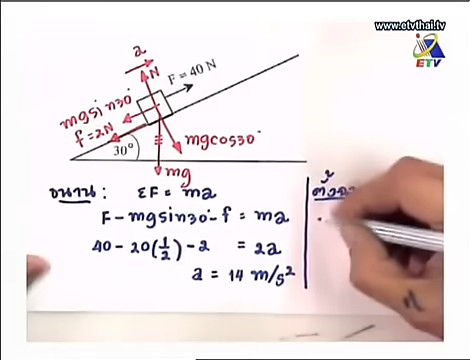 www.etvthai.tv
ETV
a
N
F = 40 N
mgsin30°
f=2N
mgcos30°
30°
mg
ขนาน : ΣF = ma
F-mgsin30°-f = ma
40-20(1/2)-2 = 2a
a = 14 m/s²